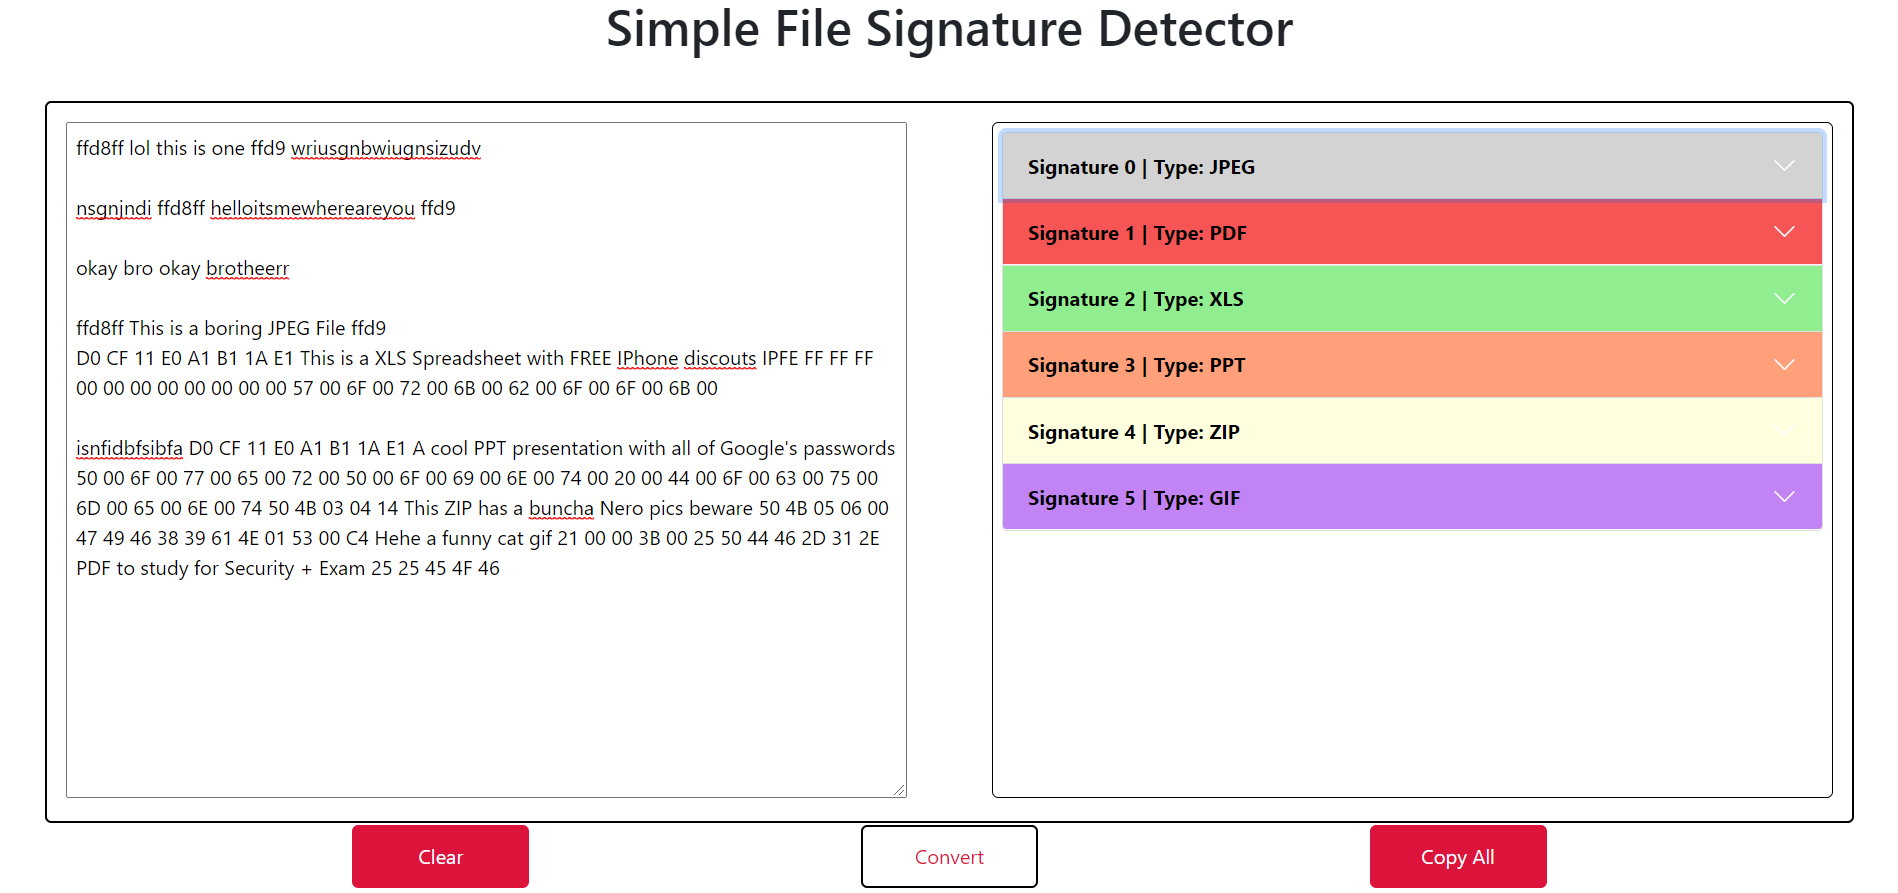 Simple File Signature Detector
ffd8ff lol this is one ffd9 wriusgnbwiugnsizudv
nsgnjndi ffd8ff helloitsmewhereareyou ffd9
okay bro okay brotheerr
ffd8ff This is a boring JPEG File ffd9
D0 CF 11 E0 A1 B1 1A E1 This is a XLS Spreadsheet with FREE IPhone discouts IPFE FF FF FF
00 00 00 00 00 00 00 00 57 00 6F 00 72 00 6B 00 62 00 6F 00 6F 00 6B 00
isnfidbfsibfa D0 CF 11 E0 A1 B1 1A E1 A cool PPT presentation with all of Google's passwords
50 00 6F 00 77 00 65 00 72 00 50 00 6F 00 69 00 6E 00 74 00 20 00 44 00 6F 00 63 00 75 00
6D 00 65 00 6E 00 74 50 4B 03 04 14 This ZIP has a buncha Nero pics beware 50 4B 05 06 00
47 49 46 38 39 61 4E 01 53 00 C4 Hehe a funny cat gif 21 00 00 3B 00 25 50 44 46 2D 31 2E
PDF to study for Security + Exam 25 25 45 4F 46
Signature 0 | Type: JPEG
Signature 1 | Type: PDF
Signature 2 | Type: XLS
Signature 3 | Type: PPT
Signature 4 | Type: ZIP
Signature 5 | Type: GIF
Clear
Convert
Copy All